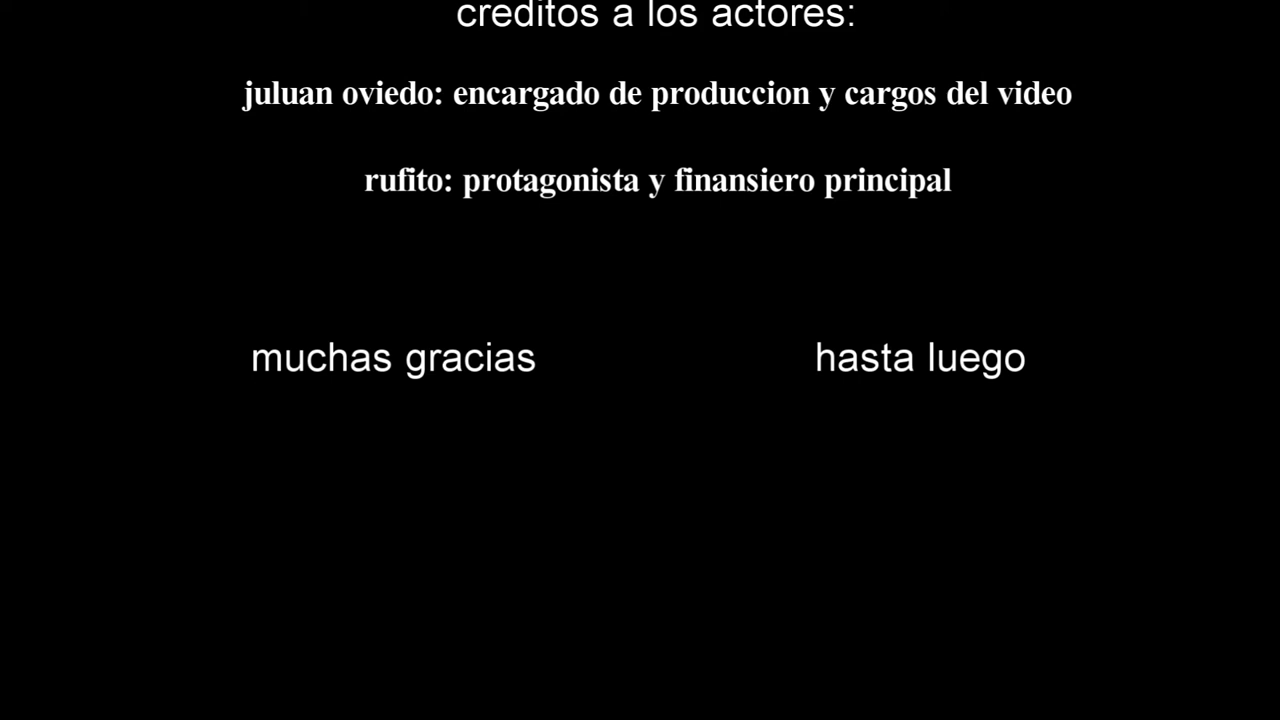 creditos a los actores:
juluan oviedo: encargado de produccion y cargos del video
rufito: protagonista y finansiero principal
muchas gracias hasta luego